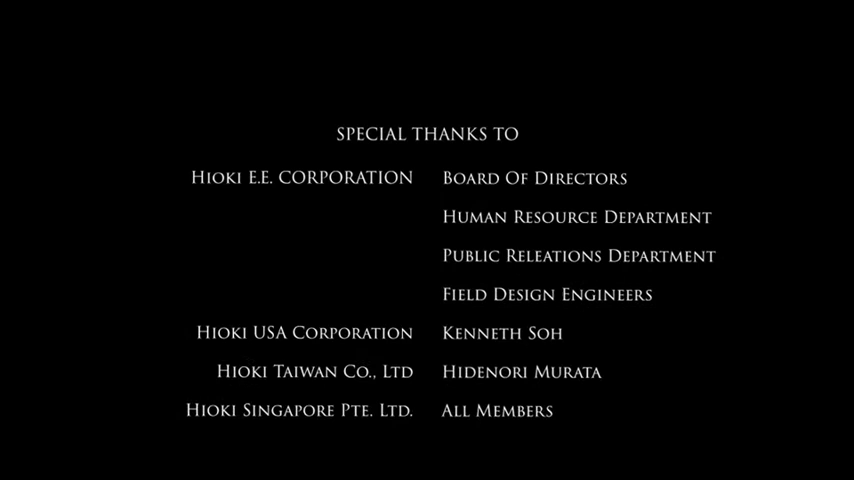 SPECIAL THANKS TO
HIOKI E.E. CORPORATION BOARD OF DIRECTORS
HUMAN RESOURCE DEPARTMENT
PUBLIC RELEATIONS DEPARTMENT
FIELD DESIGN ENGINEERS
HIOKI USA CORPORATION KENNETH SOH
HIOKI TAIWAN CO., LTD HIDENORI MURATA
HIOKI SINGAPORE PTE. LTD. ALL MEMBERS